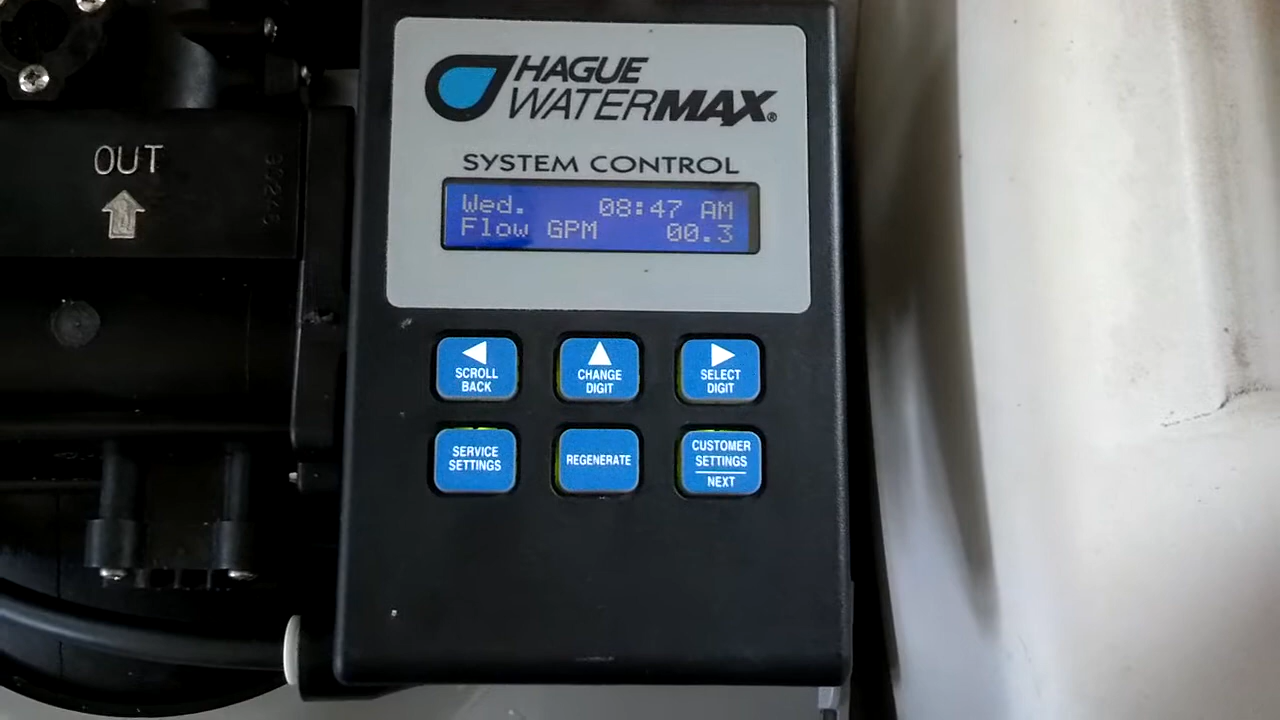 HAGUE
WATERMAX®
SYSTEM CONTROL
Wed. 08:47 AM
Flow GPM 00.3
OUT
SCROLL
BACK
CHANGE
DIGIT
SELECT
DIGIT
SERVICE
SETTINGS
REGENERATE
CUSTOMER
SETTINGS
NEXT